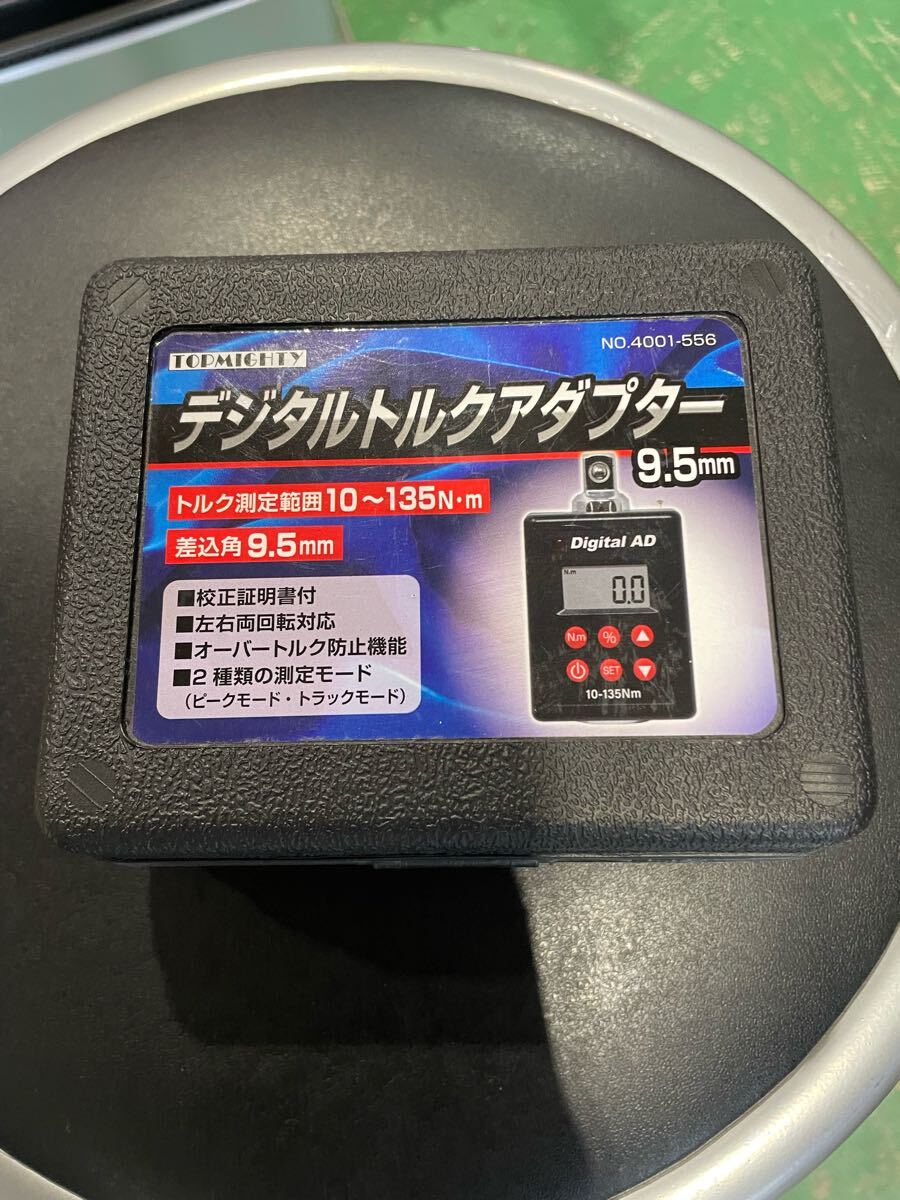 TOPMIGHTY
NO.4001-556
デジタルトルクアダプター
9.5mm
トルク測定範囲10～135N・m
差込角9.5mm
■校正証明書付
■左右両回転対応
■オーバートルク防止機能
■2種類の測定モード
（ピークモード・トラックモード）
Digital AD
N.m
0.0
N.m % ▲
SET ▼
10-135Nm